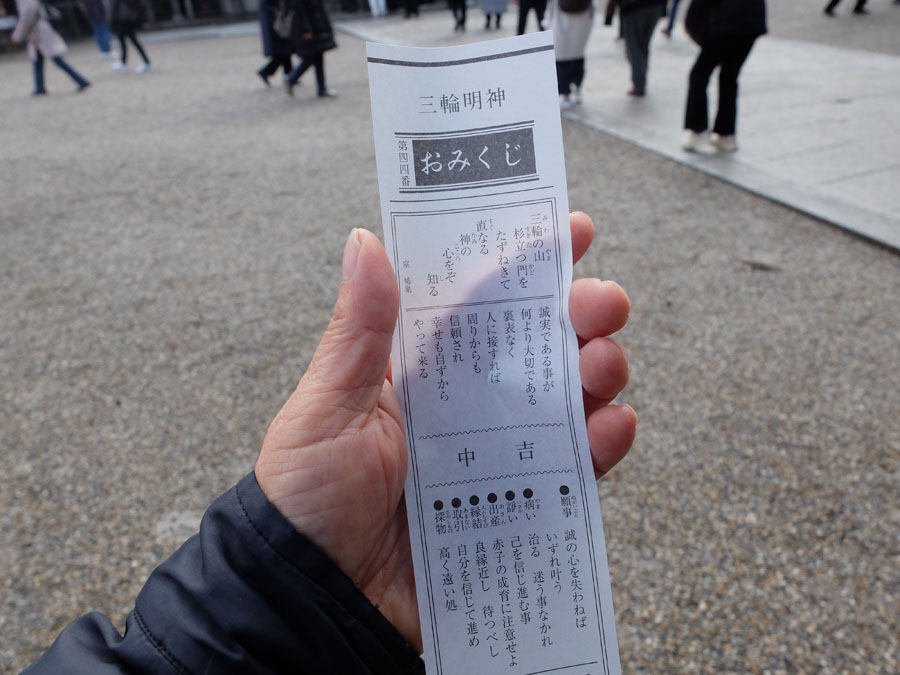 三輪明神
第四四番
おみくじ
三輪の山
杉立つ門を
たずねきて
直なる
神の
心をぞ
知る
室 鳩巣
誠実である事が
何より大切である
裏表なく
人に接すれば
周りからも
信頼され
幸せも自ずから
やって来る
中吉
●願事 誠の心を失わねば
いずれ叶う
●病い 治る 迷う事なかれ
●諍い 己を信じ進む事
●出産 赤子の成育に注意せよ
●縁結 良縁近し 待つべし
●取引 自分を信じて進め
●探物 高く遠い処